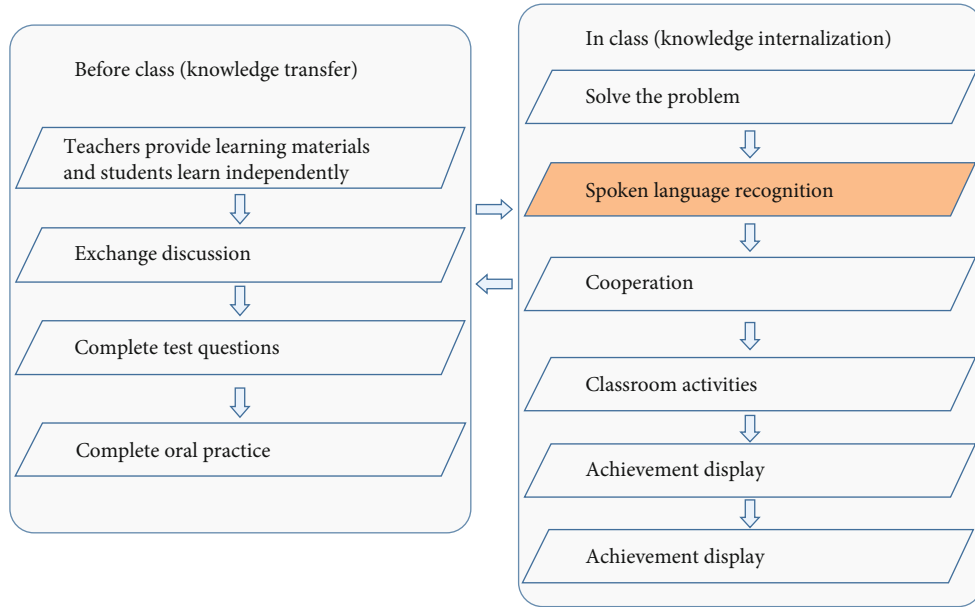 Before class (knowledge transfer)
Teachers provide learning materials
and students learn independently
Exchange discussion
Complete test questions
Complete oral practice
In class (knowledge internalization)
Solve the problem
Spoken language recognition
Cooperation
Classroom activities
Achievement display
Achievement display